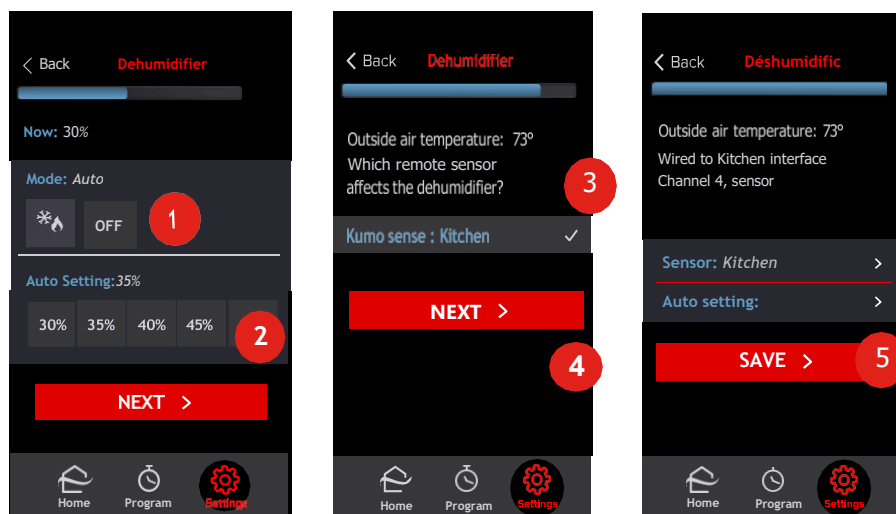 Back Dehumidifier
Now: 30%
Mode: Auto
OFF 1
Auto Setting:35%
30% 35% 40% 45% 2
NEXT >
Home Program Settings
Back Dehumidifier
Outside air temperature: 73º
Which remote sensor
affects the dehumidifier?
3
Kumo sense : Kitchen
NEXT >
4
Home Program Settings
Back Déshumidific
Outside air temperature: 73º
Wired to Kitchen interface
Channel 4, sensor
Sensor: Kitchen >
Auto setting: >
SAVE > 5
Home Program Settings